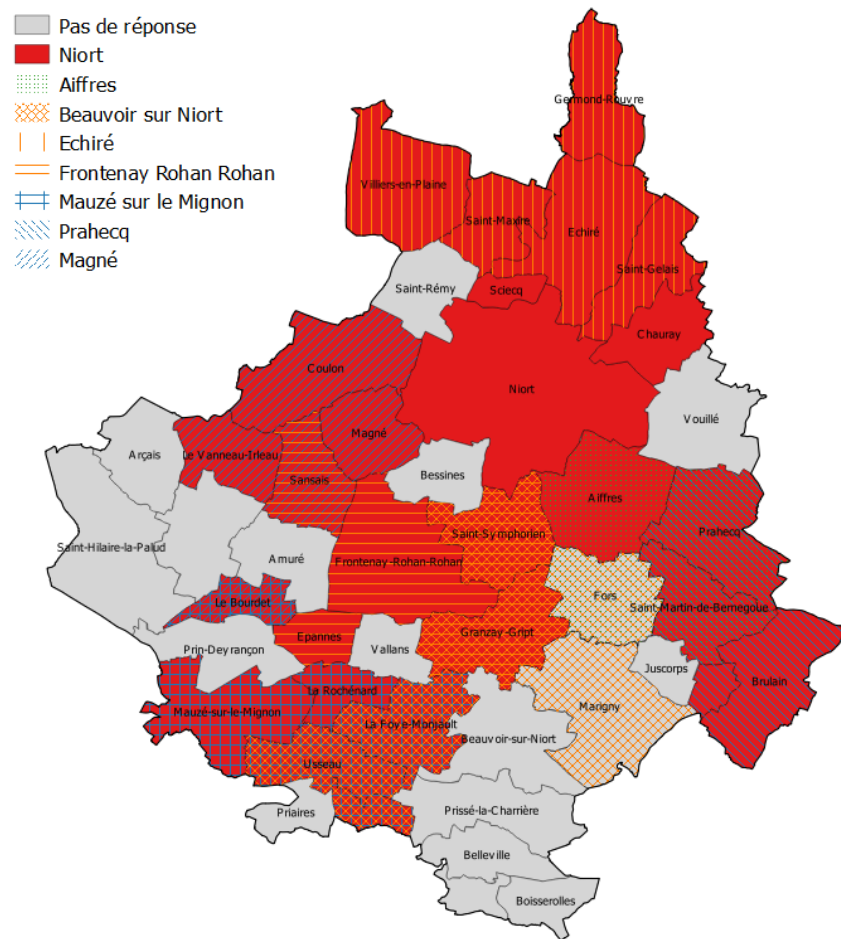 Pas de réponse
Niort
Aiffres
Beauvoir sur Niort
Echiré
Frontenay Rohan Rohan
Mauzé sur le Mignon
Prahecq
Magné
Germond-Rouvre
Villiers-en-Plaine
Saint-Maxire
Echiré
Saint-Gelais
Saint-Rémy
Sciecq
Chauray
Coulon
Niort
Vouillé
Magné
Arçais
Le Vanneau-Irleau
Bessines
Sansais
Aiffres
Prahecq
Saint-Symphorien
Saint-Hilaire-la-Palud
Amuré
Frontenay-Rohan-Rohan
Fors
Le Bourdet
Saint-Martin-de-Bernegoue
Granzay-Gript
Epannes
Prin-Deyrançon
Vallans
Juscorps
Brulain
La Rochénard
Marigny
Mauzé-sur-le-Mignon
La Foye-Monjault
Beauvoir-sur-Niort
Usseau
Priaires
Prissé-la-Charrière
Belleville
Boisserolles